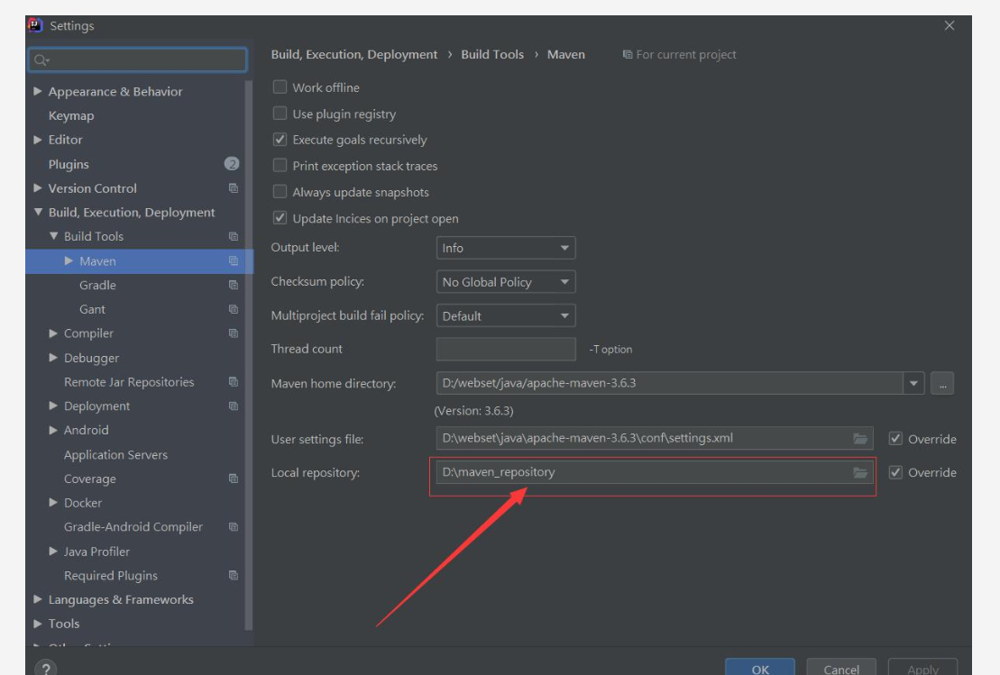 Settings
Build, Execution, Deployment › Build Tools › Maven For current project
Appearance & Behavior
Keymap
Editor
Plugins 2
Version Control
Build, Execution, Deployment
Build Tools
Maven
Gradle
Gant
Compiler
Debugger
Remote Jar Repositories
Deployment
Android
Application Servers
Coverage
Docker
Gradle-Android Compiler
Java Profiler
Required Plugins
Languages & Frameworks
Tools
?
Work offline
Use plugin registry
Execute goals recursively
Print exception stack traces
Always update snapshots
Update Incices on project open
Output level: Info
Checksum policy: No Global Policy
Multiproject build fail policy: Default
Thread count -T option
Maven home directory: D:/webset/java/apache-maven-3.6.3 ...
(Version: 3.6.3)
User settings file: D:\webset\java\apache-maven-3.6.3\conf\settings.xml Override
Local repository: D:\maven_repository Override
OK Cancel Apply